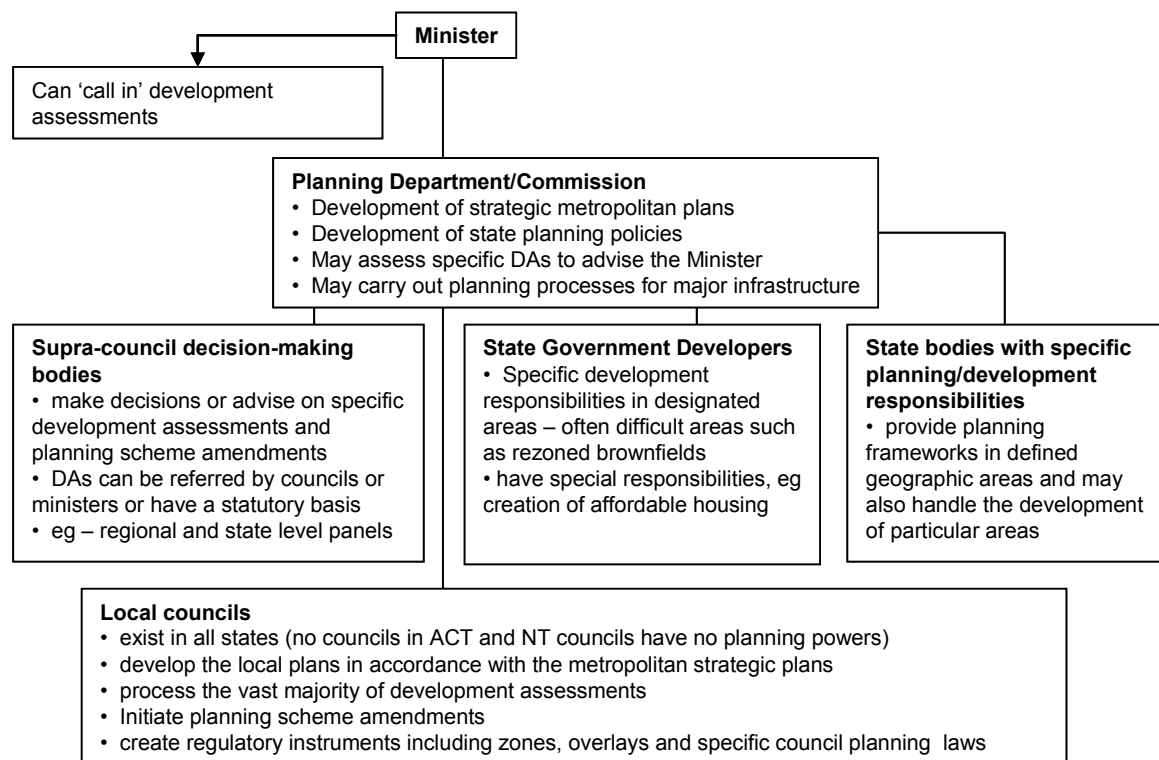 Minister
Can ‘call in’ development
assessments
Planning Department/Commission
• Development of strategic metropolitan plans
• Development of state planning policies
• May assess specific DAs to advise the Minister
• May carry out planning processes for major infrastructure
Supra-council decision-making
bodies
• make decisions or advise on specific
development assessments and
planning scheme amendments
• DAs can be referred by councils or
ministers or have a statutory basis
• eg – regional and state level panels
State Government Developers
• Specific development
responsibilities in designated
areas – often difficult areas such
as rezoned brownfields
• have special responsibilities, eg
creation of affordable housing
State bodies with specific
planning/development
responsibilities
• provide planning
frameworks in defined
geographic areas and may
also handle the development
of particular areas
Local councils
• exist in all states (no councils in ACT and NT councils have no planning powers)
• develop the local plans in accordance with the metropolitan strategic plans
• process the vast majority of development assessments
• Initiate planning scheme amendments
• create regulatory instruments including zones, overlays and specific council planning laws